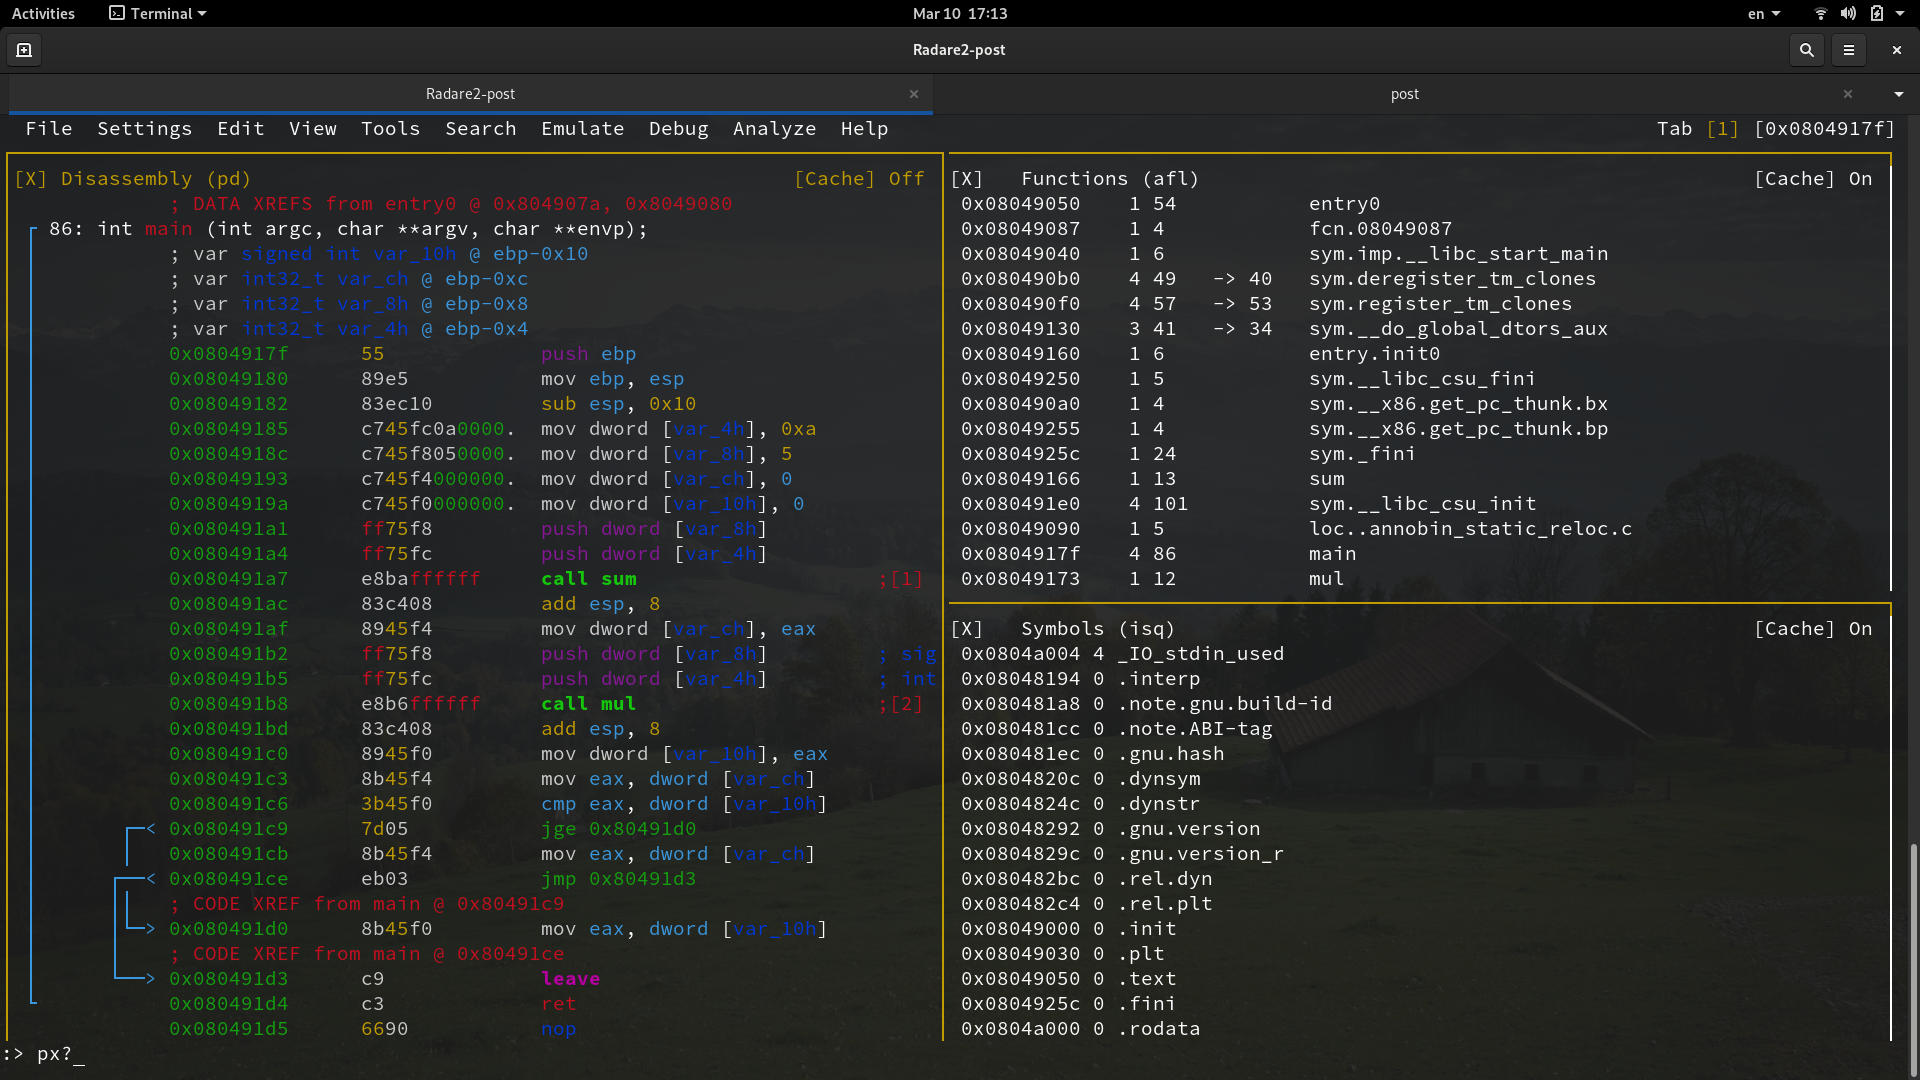 Activities Terminal Mar 10 17:13 en
Radare2-post
Radare2-post × post ×
File Settings Edit View Tools Search Emulate Debug Analyze Help Tab [1] [0x0804917f]
[X] Disassembly (pd) [Cache] Off
; DATA XREFS from entry0 @ 0x804907a, 0x8049080
86: int main (int argc, char **argv, char **envp);
; var signed int var_10h @ ebp-0x10
; var int32_t var_ch @ ebp-0xc
; var int32_t var_8h @ ebp-0x8
; var int32_t var_4h @ ebp-0x4
0x0804917f 55 push ebp
0x08049180 89e5 mov ebp, esp
0x08049182 83ec10 sub esp, 0x10
0x08049185 c745fc0a0000. mov dword [var_4h], 0xa
0x0804918c c745f8050000. mov dword [var_8h], 5
0x08049193 c745f4000000. mov dword [var_ch], 0
0x0804919a c745f0000000. mov dword [var_10h], 0
0x080491a1 ff75f8 push dword [var_8h]
0x080491a4 ff75fc push dword [var_4h]
0x080491a7 e8baffffff call sum ;[1]
0x080491ac 83c408 add esp, 8
0x080491af 8945f4 mov dword [var_ch], eax
0x080491b2 ff75f8 push dword [var_8h] ; sig
0x080491b5 ff75fc push dword [var_4h] ; int
0x080491b8 e8b6ffffff call mul ;[2]
0x080491bd 83c408 add esp, 8
0x080491c0 8945f0 mov dword [var_10h], eax
0x080491c3 8b45f4 mov eax, dword [var_ch]
0x080491c6 3b45f0 cmp eax, dword [var_10h]
< 0x080491c9 7d05 jge 0x80491d0
0x080491cb 8b45f4 mov eax, dword [var_ch]
< 0x080491ce eb03 jmp 0x80491d3
; CODE XREF from main @ 0x80491c9
> 0x080491d0 8b45f0 mov eax, dword [var_10h]
; CODE XREF from main @ 0x80491ce
> 0x080491d3 c9 leave
0x080491d4 c3 ret
0x080491d5 6690 nop
[X] Functions (afl) [Cache] On
0x08049050 1 54 entry0
0x08049087 1 4 fcn.08049087
0x08049040 1 6 sym.imp.__libc_start_main
0x080490b0 4 49 -> 40 sym.deregister_tm_clones
0x080490f0 4 57 -> 53 sym.register_tm_clones
0x08049130 3 41 -> 34 sym.__do_global_dtors_aux
0x08049160 1 6 entry.init0
0x08049250 1 5 sym.__libc_csu_fini
0x080490a0 1 4 sym.__x86.get_pc_thunk.bx
0x08049255 1 4 sym.__x86.get_pc_thunk.bp
0x0804925c 1 24 sym._fini
0x08049166 1 13 sum
0x080491e0 4 101 sym.__libc_csu_init
0x08049090 1 5 loc..annobin_static_reloc.c
0x0804917f 4 86 main
0x08049173 1 12 mul
[X] Symbols (isq) [Cache] On
0x0804a004 4 _IO_stdin_used
0x08048194 0 .interp
0x080481a8 0 .note.gnu.build-id
0x080481cc 0 .note.ABI-tag
0x080481ec 0 .gnu.hash
0x0804820c 0 .dynsym
0x0804824c 0 .dynstr
0x08048292 0 .gnu.version
0x0804829c 0 .gnu.version_r
0x080482bc 0 .rel.dyn
0x080482c4 0 .rel.plt
0x08049000 0 .init
0x08049030 0 .plt
0x08049050 0 .text
0x0804925c 0 .fini
0x0804a000 0 .rodata
:> px?_